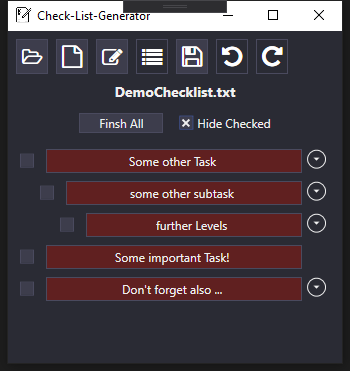 Check-List-Generator
DemoChecklist.txt
Finsh All
Hide Checked
Some other Task
some other subtask
further Levels
Some important Task!
Don't forget also ...